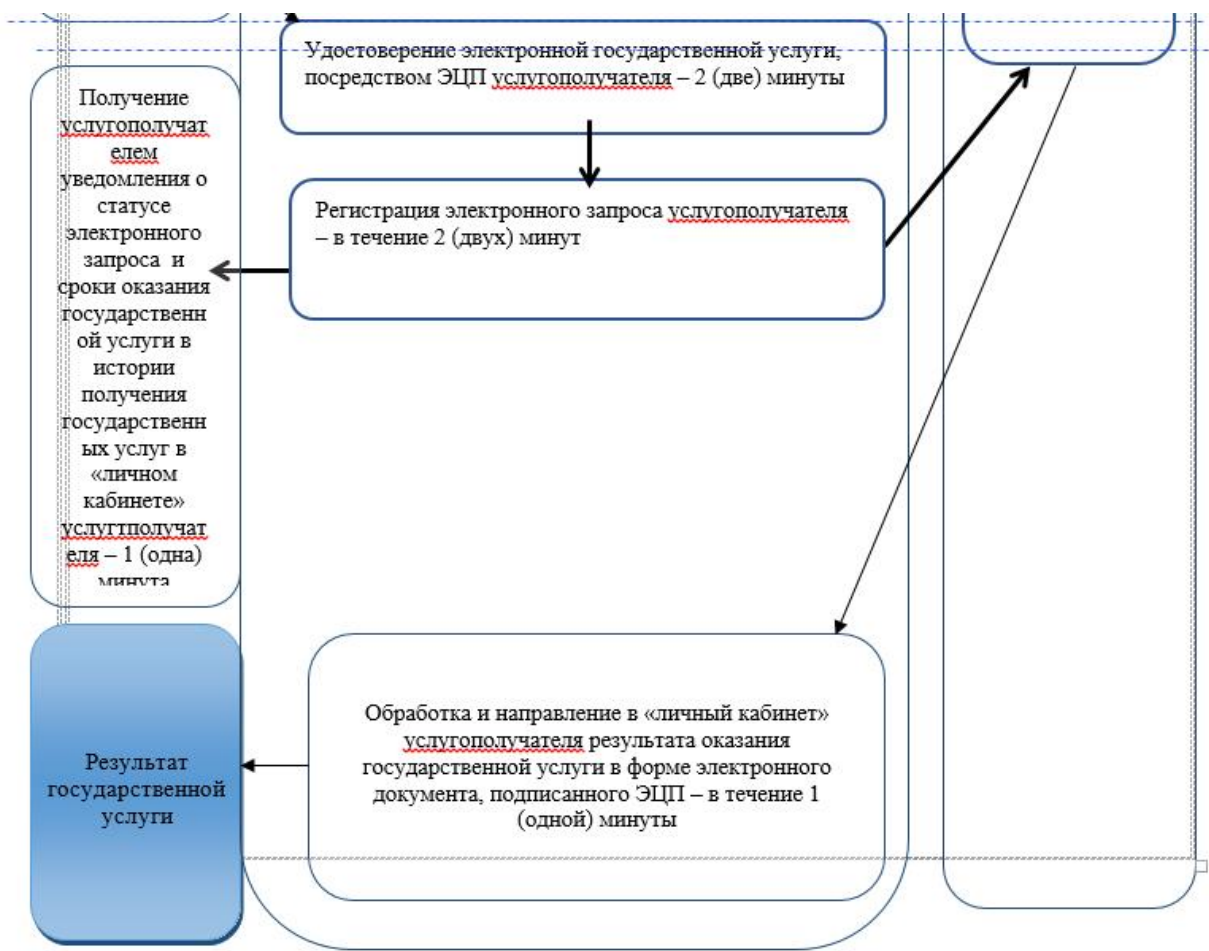 Удостоверение электронной государственной услуги,
посредством ЭЦП услугополучателя – 2 (две) минуты
Получение
услугополучат
елем
уведомления о
статусе
электронного
запроса и
сроки оказания
государственн
ой услуги в
истории
получения
государственн
ых услуг в
«личном
кабинете»
услугтполучат
еля – 1 (одна)
минута
Регистрация электронного запроса услугополучателя
– в течение 2 (двух) минут
Обработка и направление в «личный кабинет»
услугополучателя результата оказания
государственной услуги в форме электронного
документа, подписанного ЭЦП – в течение 1
(одной) минуты
Результат
государственной
услуги